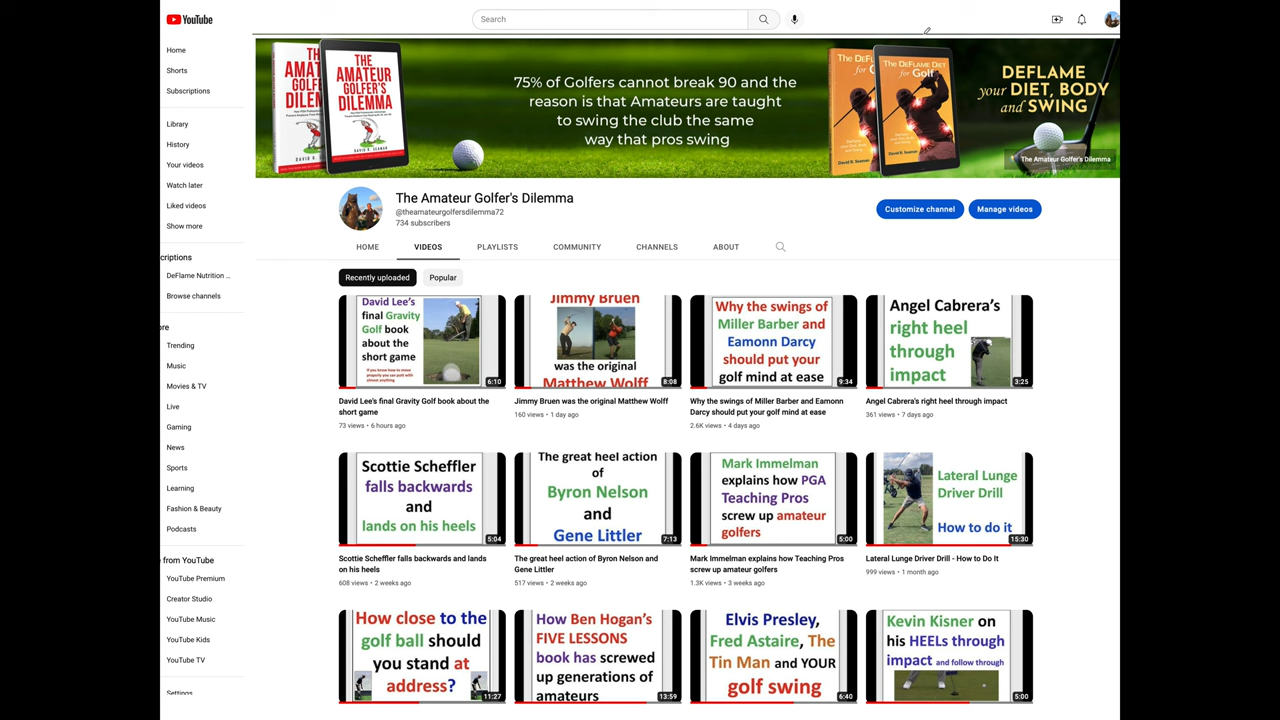 YouTube
Search
Home
Shorts
Subscriptions
Library
History
Your videos
Watch later
Liked videos
Show more
criptions
DeFlame Nutrition ...
Browse channels
ore
Trending
Music
Movies & TV
Live
Gaming
News
Sports
Learning
Fashion & Beauty
Podcasts
from YouTube
YouTube Premium
Creator Studio
YouTube Music
YouTube Kids
YouTube TV
Settings
THE
AMATEUR
GOLFER'S
DILEMMA
DAVID R. SEAMAN
75% of Golfers cannot break 90 and the
reason is that Amateurs are taught
to swing the club the same
way that pros swing
The DEFLAME DIET
for Golf
David R. Seaman
DEFLAME
your DIET, BODY
and SWING
The Amateur Golfer's Dilemma
The Amateur Golfer's Dilemma
@theamateurgolfersdilemma72
734 subscribers
Customize channel
Manage videos
HOME
VIDEOS
PLAYLISTS
COMMUNITY
CHANNELS
ABOUT
Recently uploaded
Popular
David Lee's
final Gravity
Golf book
about the
short game
If you know how to move
properly you can putt with
almost anything
6:10
David Lee's final Gravity Golf book about the
short game
73 views • 6 hours ago
Jimmy Bruen
was the original
Matthew Wolff
8:08
Jimmy Bruen was the original Matthew Wolff
160 views • 1 day ago
Why the swings of
Miller Barber and
Eamonn Darcy
should put your
golf mind at ease
9:34
Why the swings of Miller Barber and Eamonn
Darcy should put your golf mind at ease
2.6K views • 4 days ago
Angel Cabrera's
right heel
through
impact
3:25
Angel Cabrera's right heel through impact
361 views • 7 days ago
Scottie Scheffler
falls backwards
and
lands on his heels
5:04
Scottie Scheffler falls backwards and lands
on his heels
608 views • 2 weeks ago
The great heel action
of
Byron Nelson
and
Gene Littler
7:13
The great heel action of Byron Nelson and
Gene Littler
517 views • 2 weeks ago
Mark Immelman
explains how PGA
Teaching Pros
screw up amateur
golfers
5:00
Mark Immelman explains how Teaching Pros
screw up amateur golfers
1.3K views • 3 weeks ago
Lateral Lunge
Driver Drill
How to do it
15:30
Lateral Lunge Driver Drill - How to Do It
999 views • 1 month ago
How close to the
golf ball should
you stand at
address?
11:27
How Ben Hogan's
FIVE LESSONS
book has screwed
up generations of
amateurs
13:59
Elvis Presley,
Fred Astaire, The
Tin Man and YOUR
golf swing
6:40
Kevin Kisner on
his HEELs through
impact and follow through
5:00